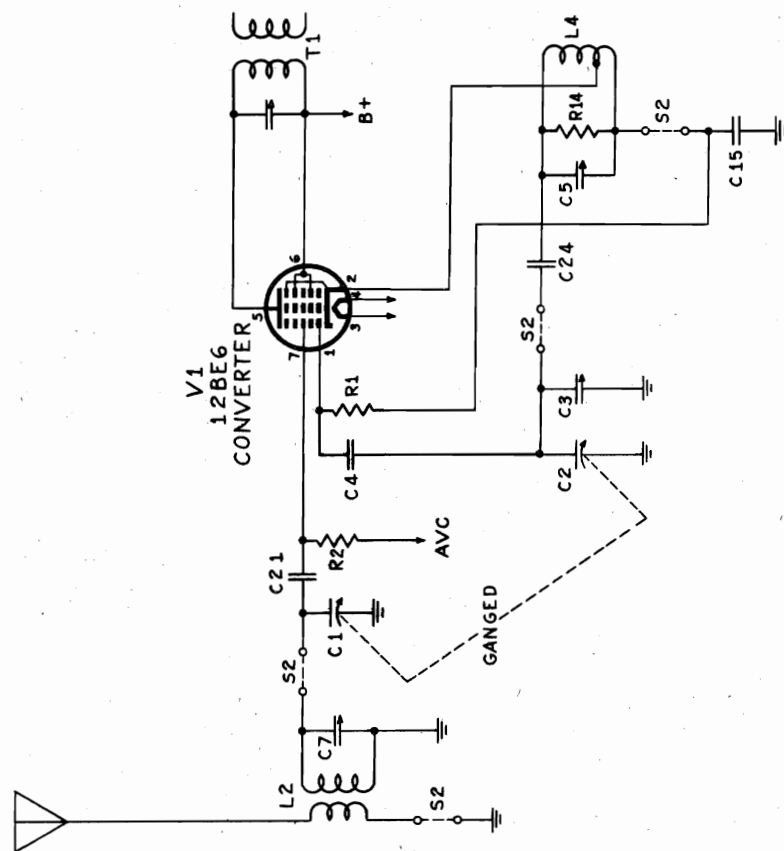 T1
B+
V1
12BE6
CONVERTER
5
6
7
1
2
4
3
L4
R14
C5
S2
C15
C24
S2
R1
C3
C4
C2
C21
R2
AVC
C1
GANGED
S2
C7
L2
S2